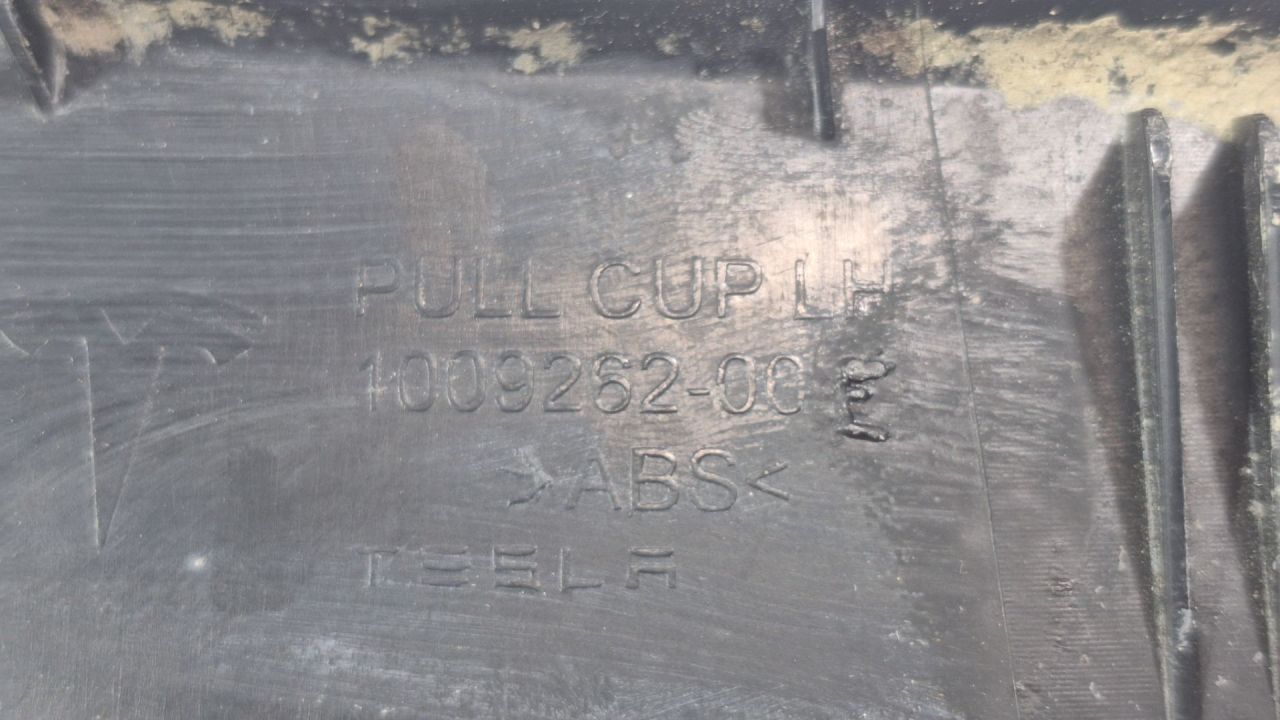 PULL CUP LH
1009262-00 E
>ABS<
TESLA